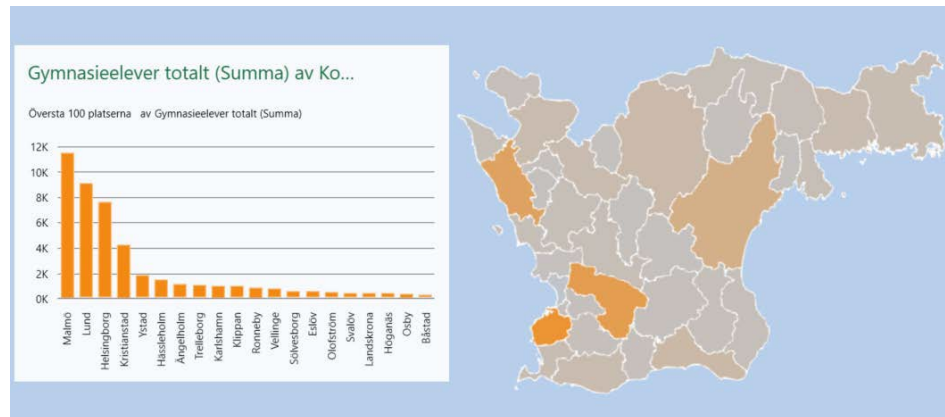 Gymnasieelever totalt (Summa) av Ko...
Översta 100 platserna av Gymnasieelever totalt (Summa)
12K
10K
8K
6K
4K
2K
0K
Malmö
Lund
Helsingborg
Kristianstad
Ystad
Hässleholm
Ängelholm
Trelleborg
Karlshamn
Klippan
Ronneby
Vellinge
Sölvesborg
Eslöv
Olofström
Svalöv
Landskrona
Höganäs
Osby
Båstad